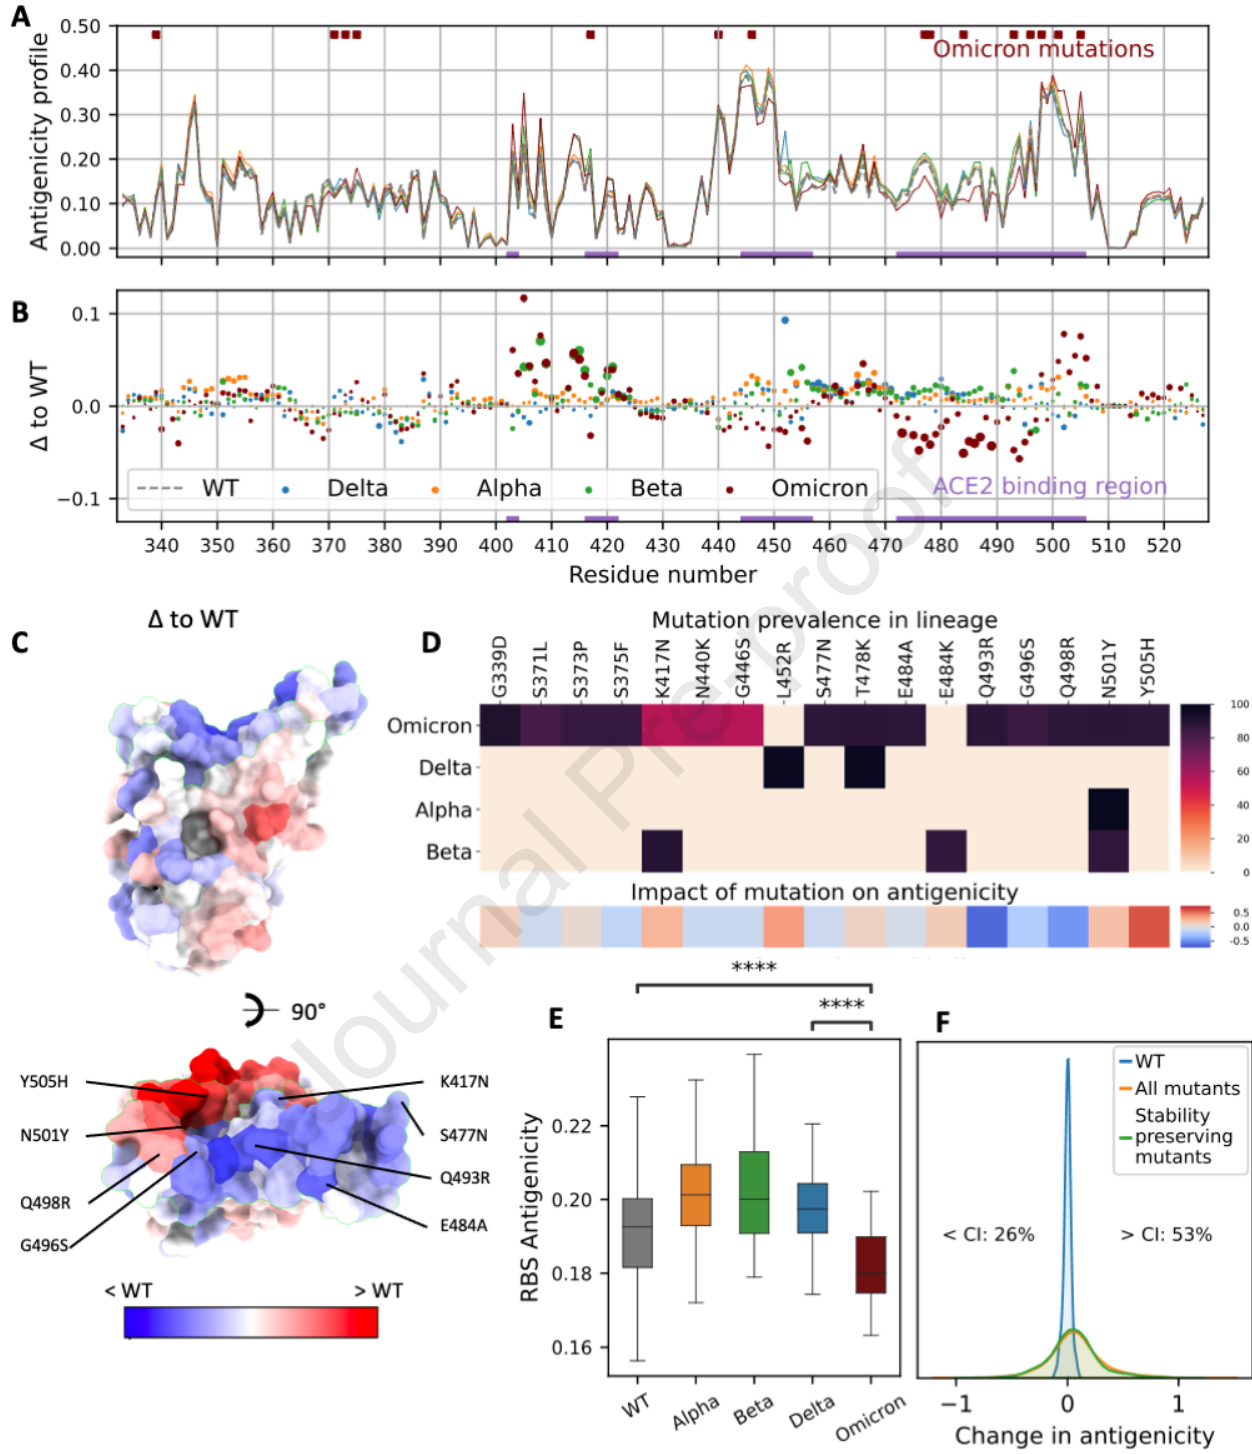 A
Antigenicity profile
0.50
0.40
0.30
0.20
0.10
0.00
Omicron mutations
B
Δ to WT
0.1
0.0
−0.1
WT
Delta
Alpha
Beta
Omicron
ACE2 binding region
340 350 360 370 380 390 400 410 420 430 440 450 460 470 480 490 500 510 520
Residue number
C
Δ to WT
90°
Y505H
N501Y
Q498R
G496S
K417N
S477N
Q493R
E484A
< WT
> WT
D
Mutation prevalence in lineage
G339D
S371L
S373P
S375F
K417N
N440K
G446S
L452R
S477N
T478K
E484A
E484K
Q493R
G496S
Q498R
N501Y
Y505H
Omicron
Delta
Alpha
Beta
100
80
60
40
20
0
Impact of mutation on antigenicity
0.5
0.0
-0.5
E
****
****
RBS Antigenicity
0.22
0.20
0.18
0.16
WT
Alpha
Beta
Delta
Omicron
F
WT
All mutants
Stability
preserving
mutants
< CI: 26%
> CI: 53%
−1 0 1
Change in antigenicity
Journal Pre-proof